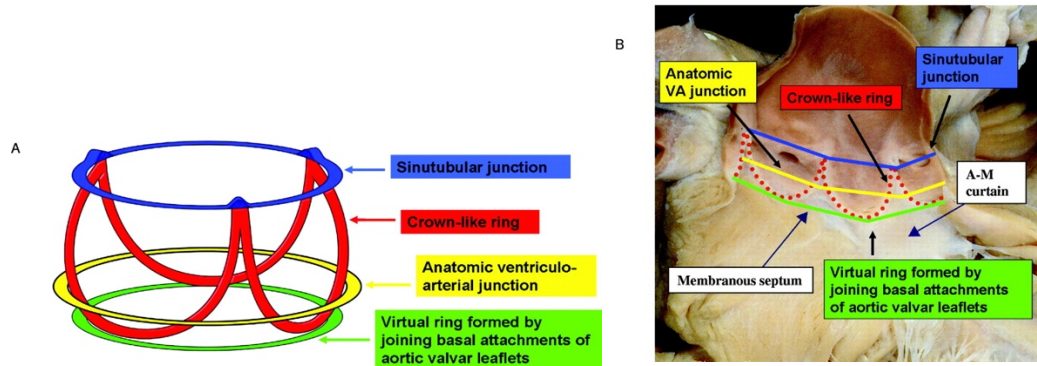 A
Sinutubular junction
Crown-like ring
Anatomic ventriculo-
arterial junction
Virtual ring formed by
joining basal attachments of
aortic valvar leaflets
B
Anatomic
VA junction
Crown-like ring
Sinutubular
junction
A-M
curtain
Membranous septum
Virtual ring formed by
joining basal attachments
of aortic valvar leaflets